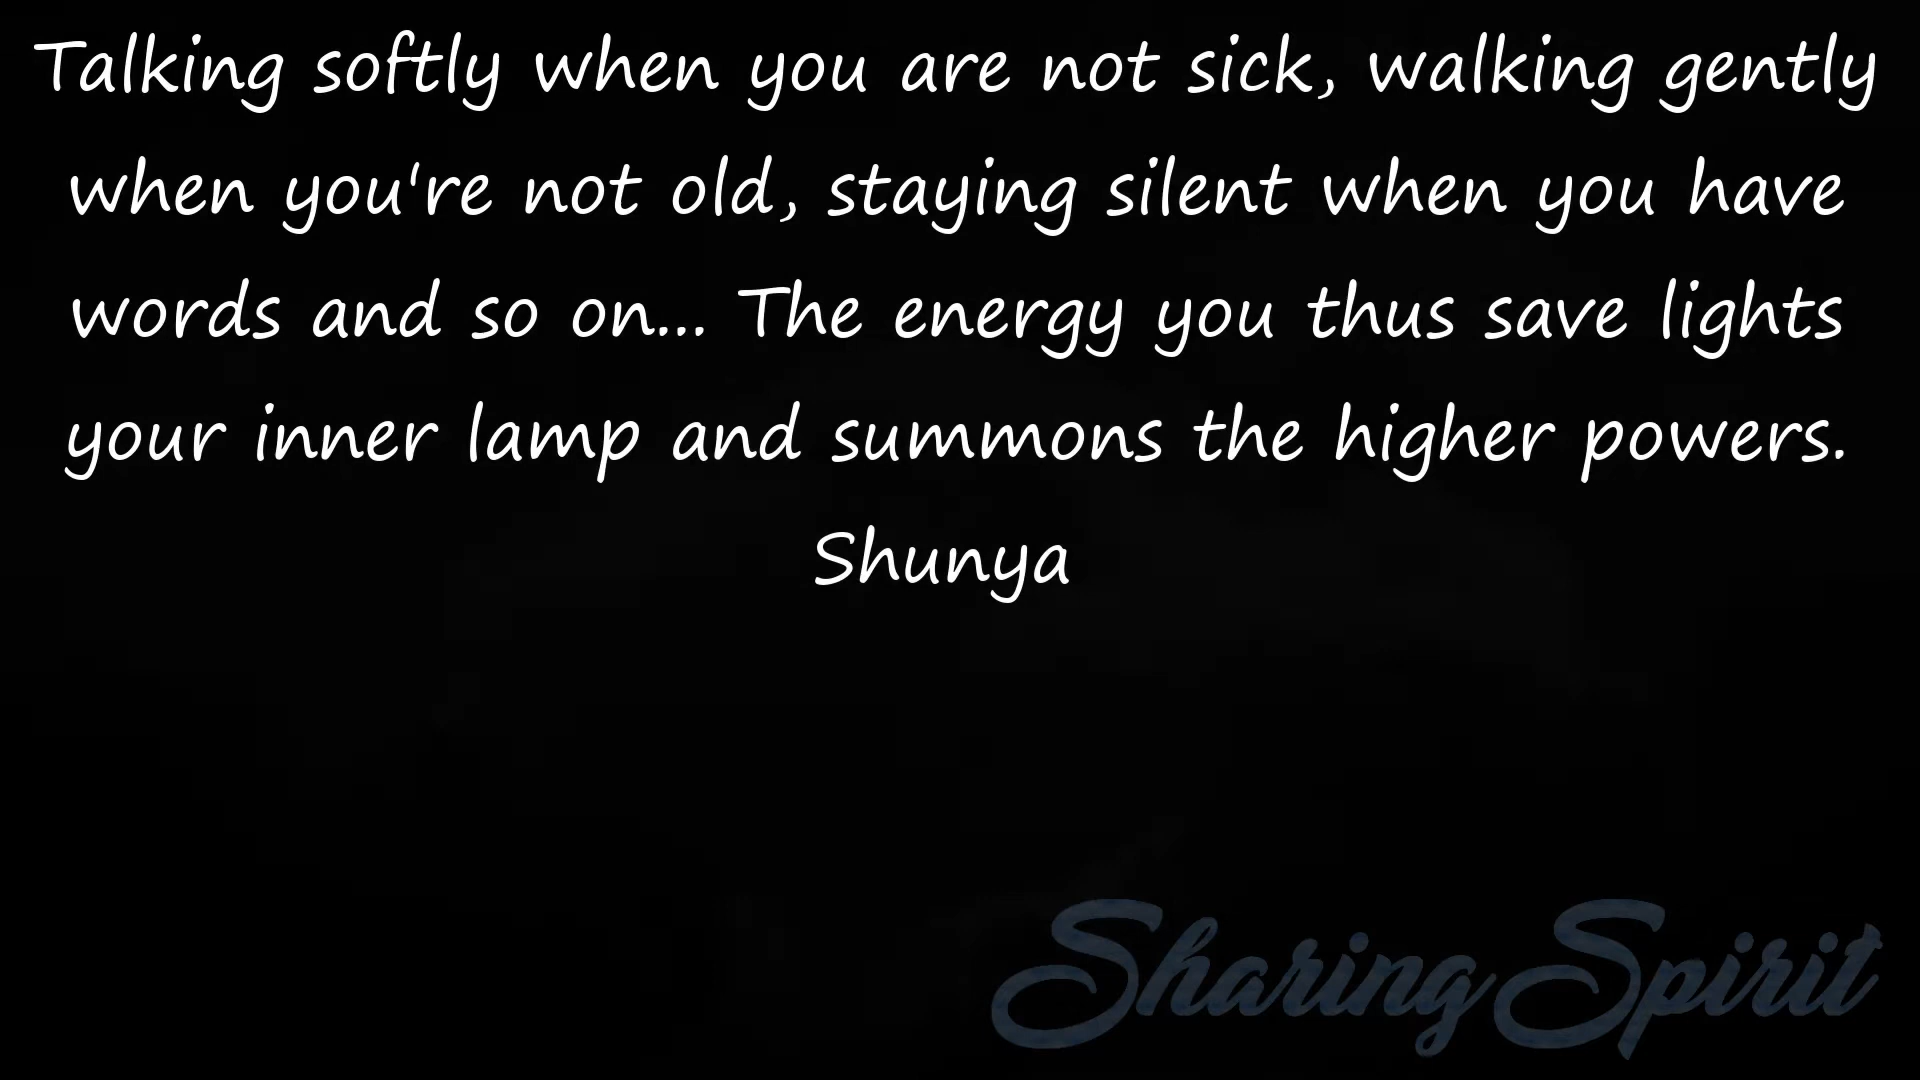 Talking softly when you are not sick, walking gently
when you're not old, staying silent when you have
words and so on... The energy you thus save lights
your inner lamp and summons the higher powers.
Shunya
SharingSpirit